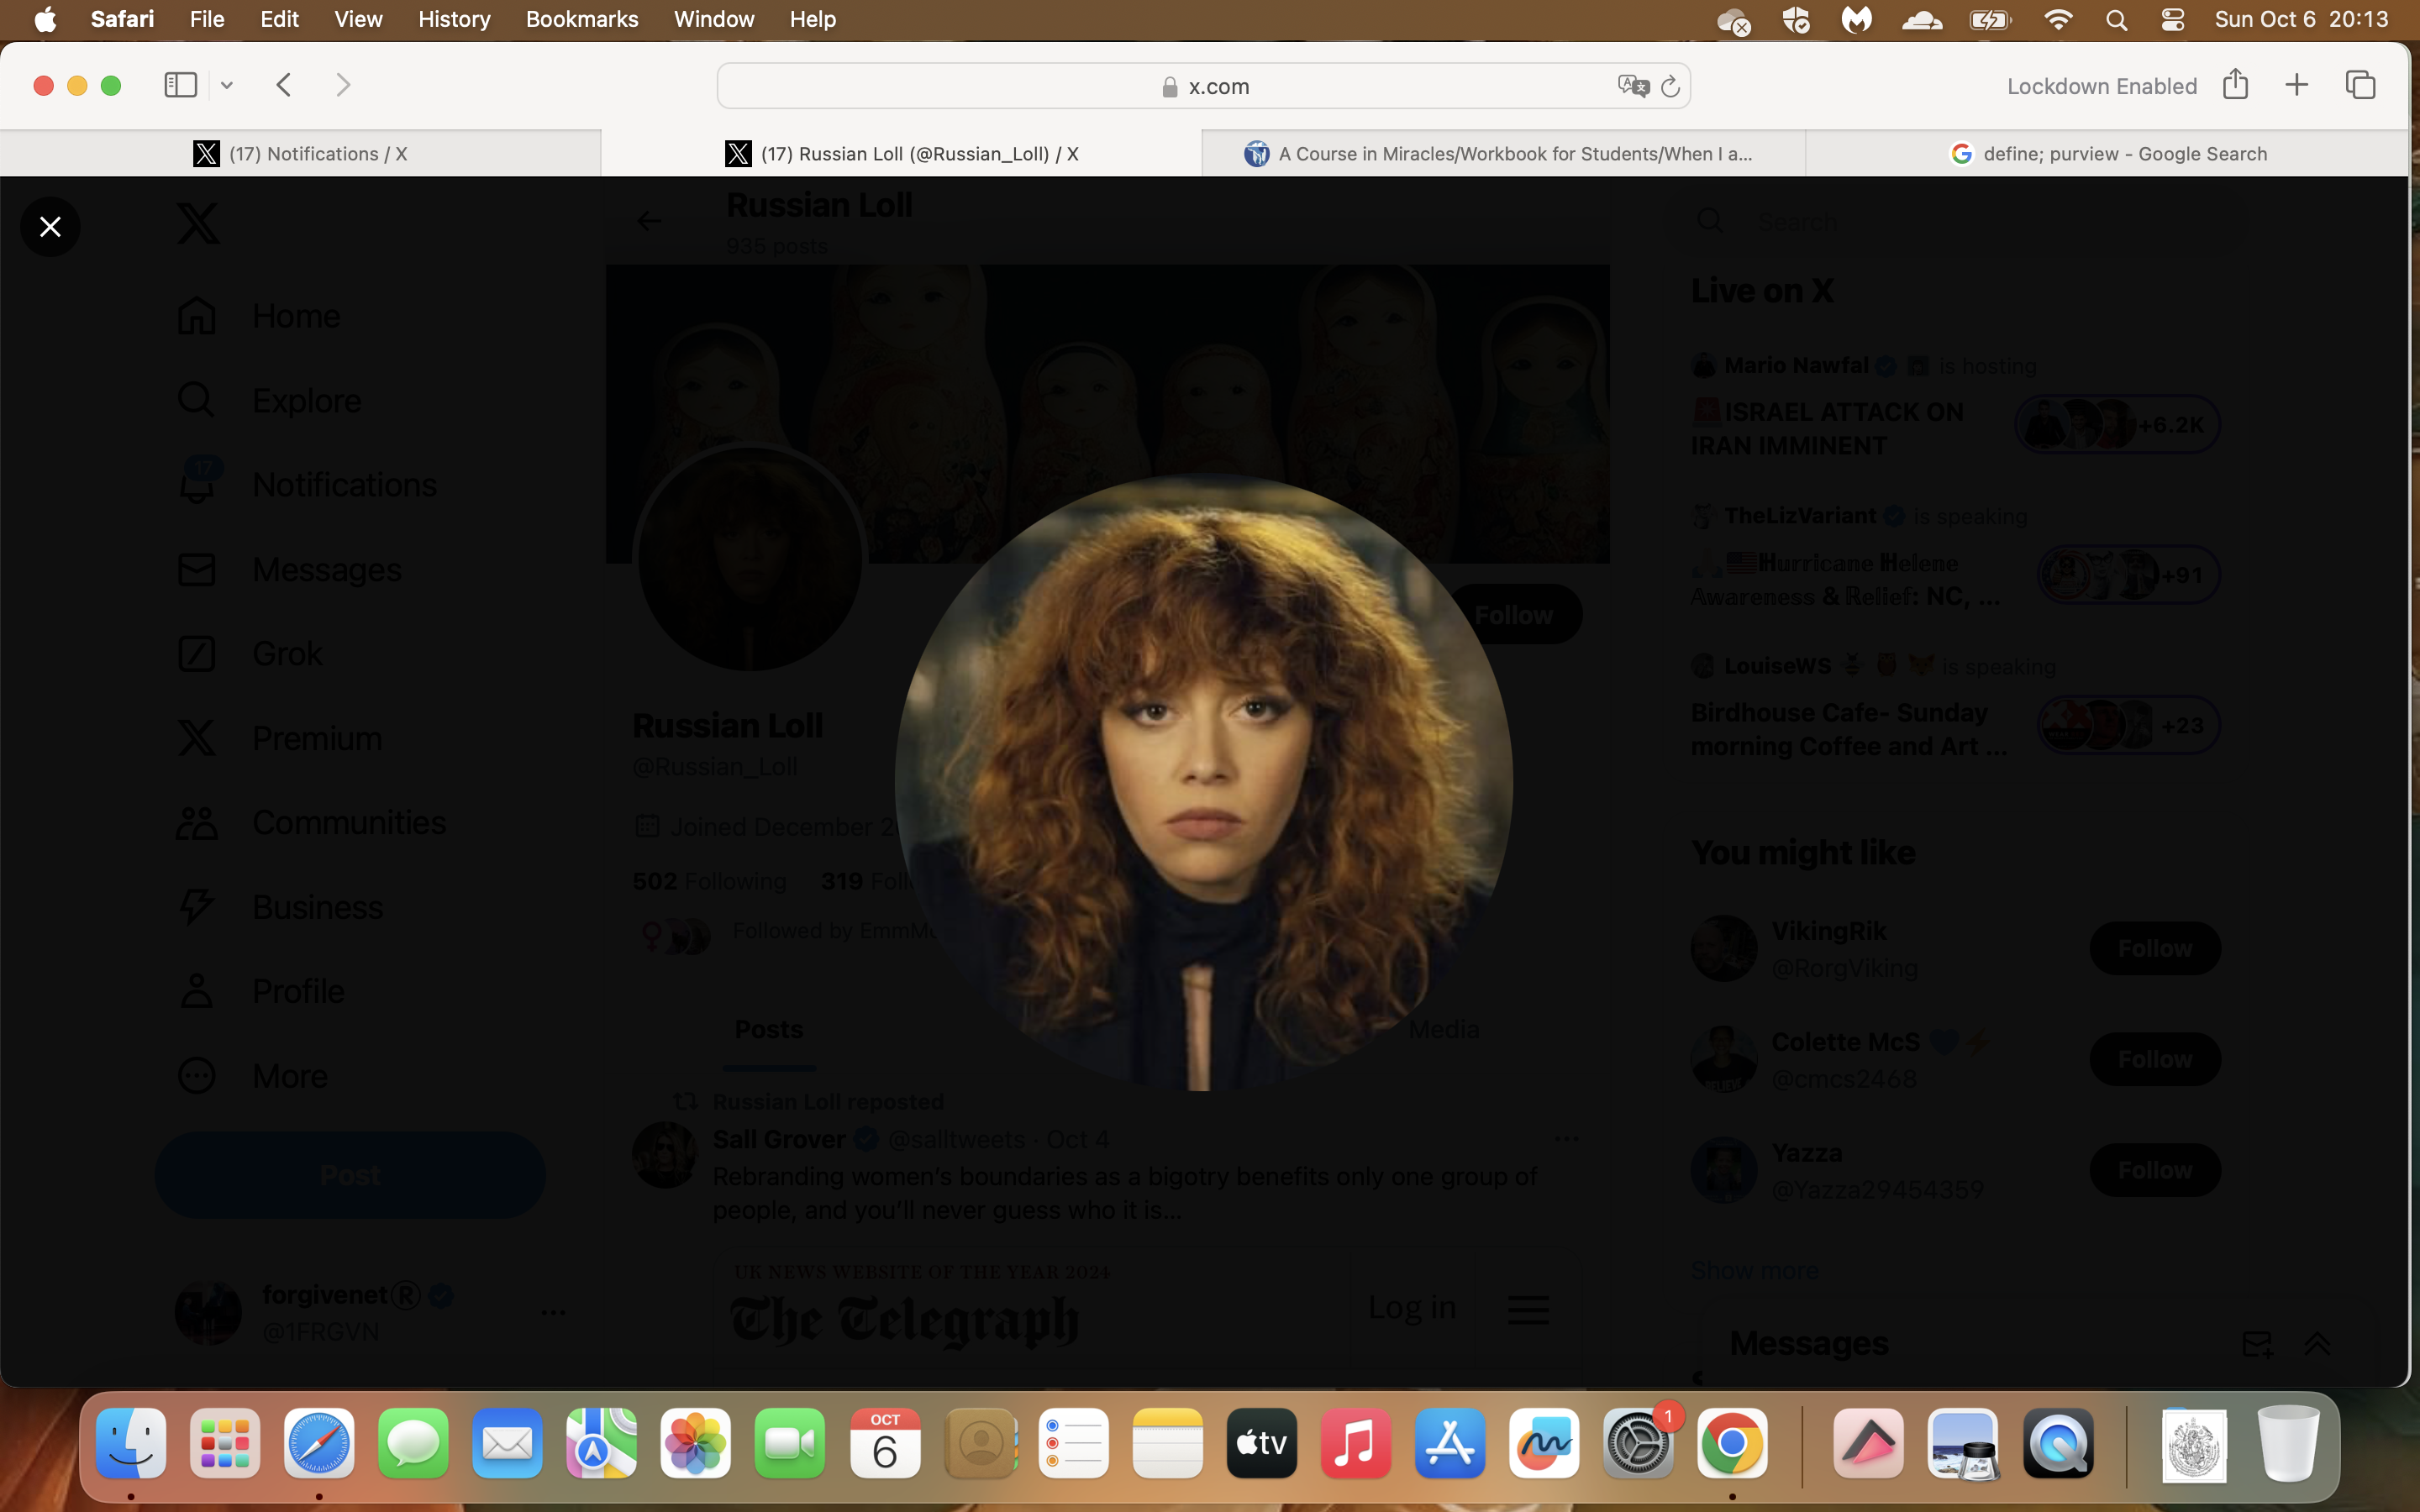 Safari File Edit View History Bookmarks Window Help Sun Oct 6 20:13
x.com Lockdown Enabled
(17) Notifications / X
(17) Russian Loll (@Russian_Loll) / X
A Course in Miracles/Workbook for Students/When I a...
define; purview - Google Search
Home
Explore
17
Notifications
Messages
Grok
Premium
Communities
Business
Profile
More
Post
forgivenet®
@1FRGVN
Russian Loll
935 posts
Follow
Russian Loll
@Russian_Loll
Joined December 2
502 Following 319 Foll
Followed by EmmMc
Posts Media
Russian Loll reposted
Sall Grover @salltweets · Oct 4
Rebranding women's boundaries as a bigotry benefits only one group of
people, and you'll never guess who it is...
UK NEWS WEBSITE OF THE YEAR 2024
The Telegraph Log in
Search
Live on X
Mario Nawfal is hosting
🚨ISRAEL ATTACK ON
IRAN IMMINENT
+6.2K
TheLizVariant is speaking
Hurricane Helene
Awareness & Relief: NC, ...
+91
LouiseWS is speaking
Birdhouse Cafe- Sunday
morning Coffee and Art ...
+23
You might like
VikingRik
@RorgViking
Follow
Colette McS
@cmcs2468
Follow
Yazza
@Yazza29454359
Follow
Show more
Messages
OCT
6
tv
1